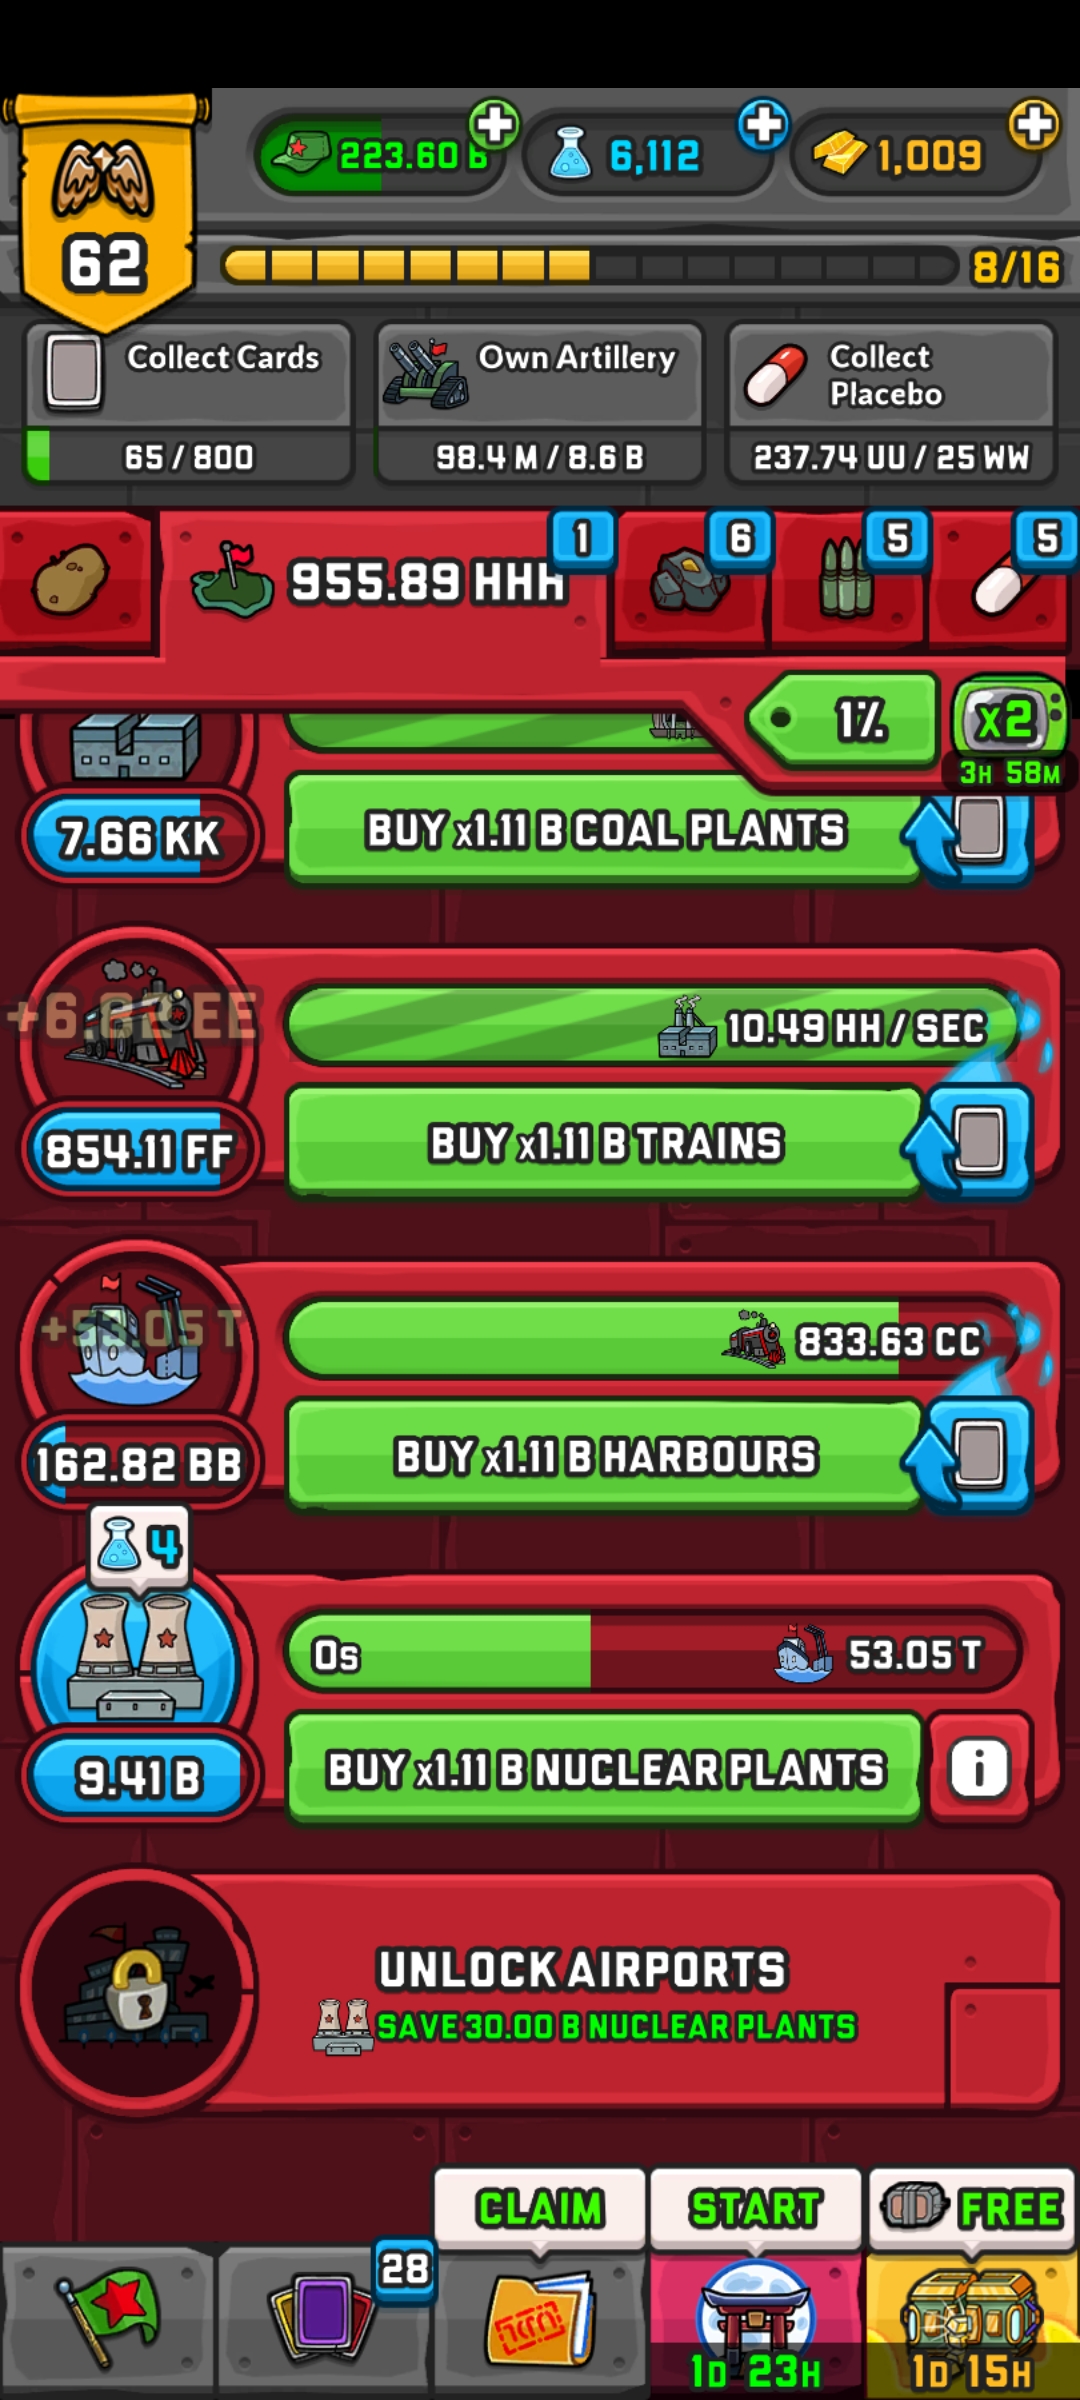 62
223.60 B
6,112
1,009
8/16
Collect Cards
65 / 800
Own Artillery
98.4 M / 8.6 B
Collect
Placebo
237.74 UU / 25 WW
955.89 HHH
1
6
5
5
1%
x2
3H 58M
7.66 KK
BUY x1.11 B COAL PLANTS
10.49 HH / SEC
854.11 FF
BUY x1.11 B TRAINS
+53.05 T
833.63 CC
162.82 BB
BUY x1.11 B HARBOURS
4
0s
53.05 T
9.41 B
BUY x1.11 B NUCLEAR PLANTS
i
UNLOCK AIRPORTS
SAVE 30.00 B NUCLEAR PLANTS
CLAIM
START
FREE
28
1D 23H
1D 15H